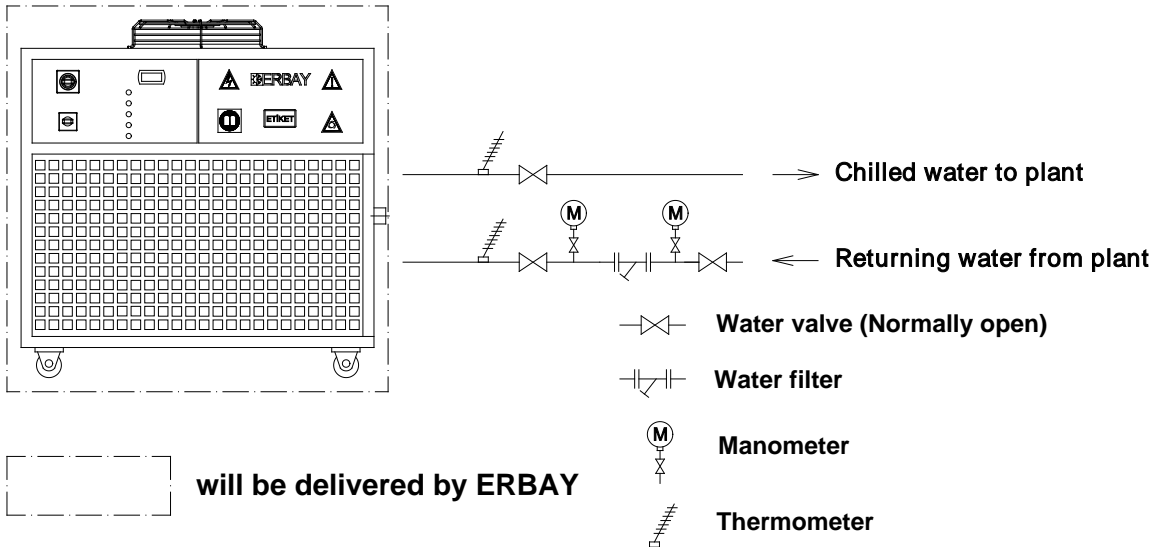 ERBAY
ETİKET
Chilled water to plant
M
M
Returning water from plant
Water valve (Normally open)
Water filter
M
Manometer
will be delivered by ERBAY
Thermometer